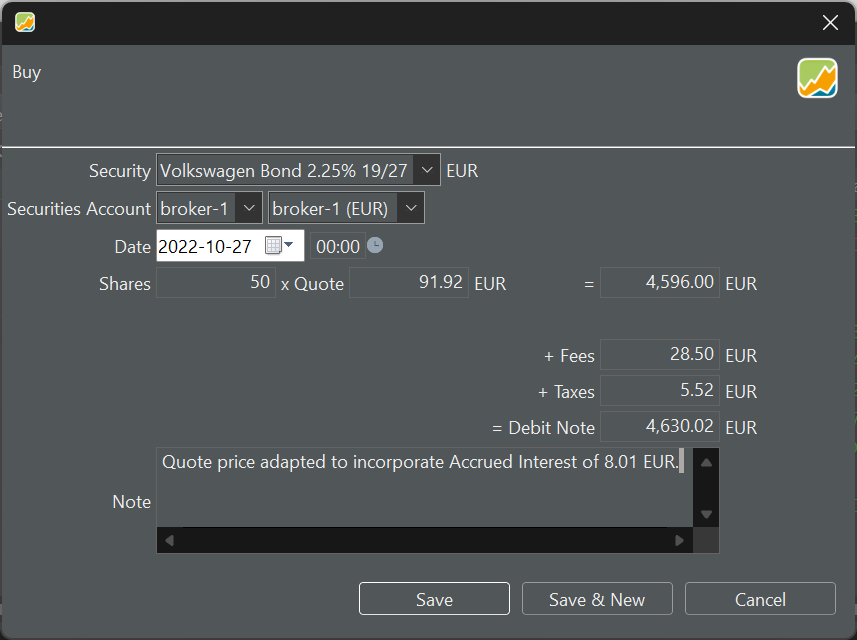 Buy
Security Volkswagen Bond 2.25% 19/27 EUR
Securities Account broker-1 broker-1 (EUR)
Date 2022-10-27 00:00
Shares 50 x Quote 91.92 EUR = 4,596.00 EUR
+ Fees 28.50 EUR
+ Taxes 5.52 EUR
= Debit Note 4,630.02 EUR
Quote price adapted to incorporate Accrued Interest of 8.01 EUR.
Note
Save Save & New Cancel